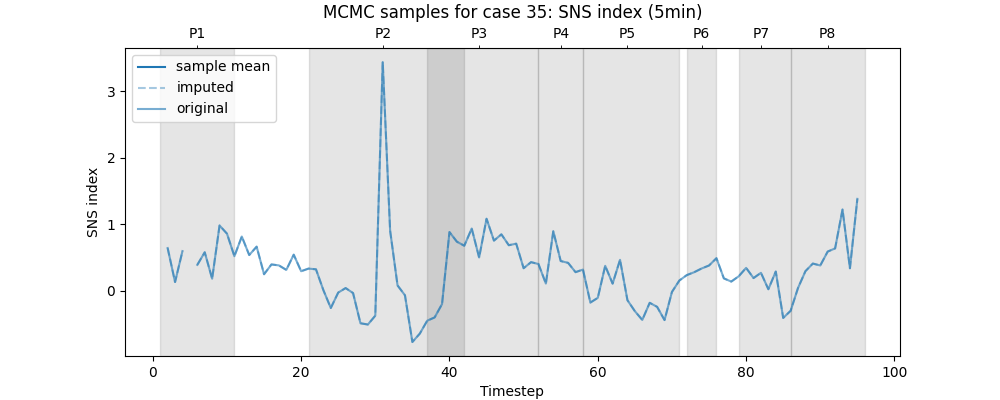 MCMC samples for case 35: SNS index (5min)
P1 P2 P3 P4 P5 P6 P7 P8
sample mean
imputed
original
3
2
1
0
SNS index
0 20 40 60 80 100
Timestep